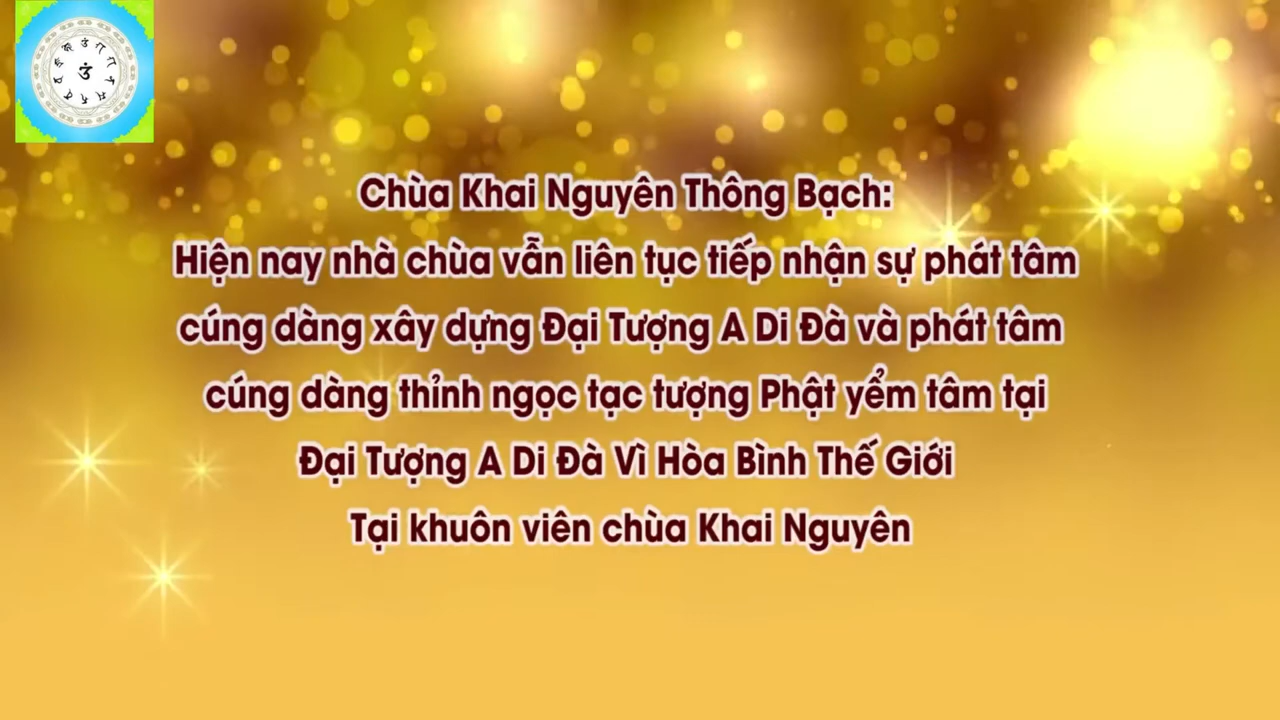 Chùa Khai Nguyên Thông Bạch:
Hiện nay nhà chùa vẫn liên tục tiếp nhận sự phát tâm
cúng dàng xây dựng Đại Tượng A Di Đà và phát tâm
cúng dàng thỉnh ngọc tạc tượng Phật yểm tâm tại
Đại Tượng A Di Đà Vì Hòa Bình Thế Giới
Tại khuôn viên chùa Khai Nguyên